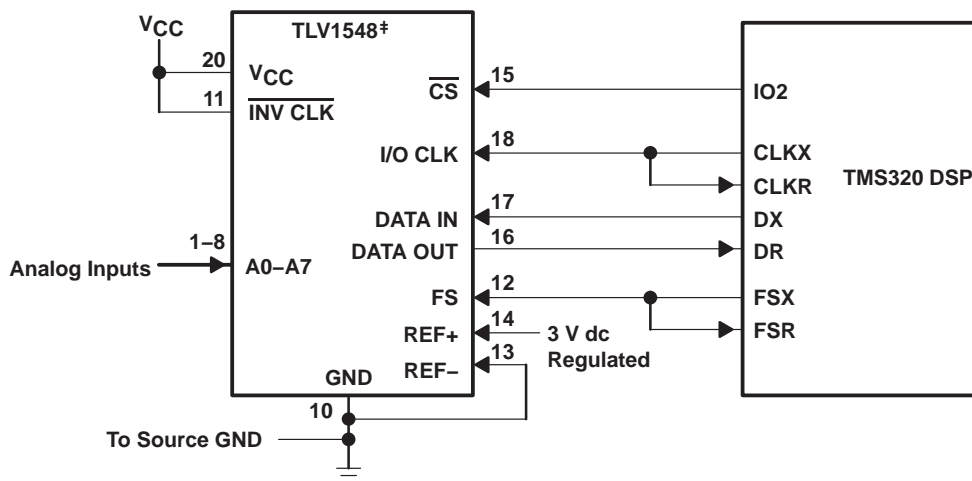 VCC
TLV1548‡
20
VCC
11
INV CLK
CS
15
IO2
I/O CLK
18
CLKX
CLKR
TMS320 DSP
DATA IN
17
DX
DATA OUT
16
DR
1–8
Analog Inputs
A0–A7
FS
12
FSX
FSR
REF+
14
3 V dc
Regulated
REF–
13
GND
10
To Source GND